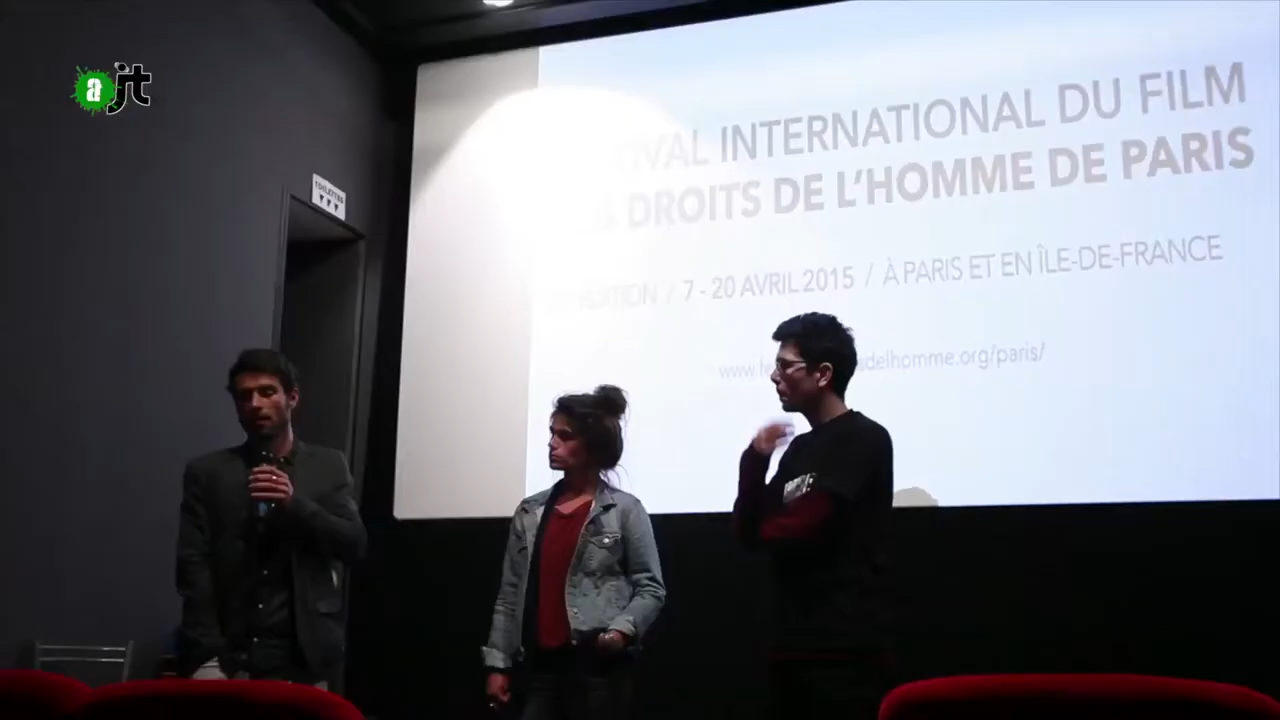 ajt
TOILETTES
INTERNATIONAL DU FILM
DROITS DE L'HOMME DE PARIS
/ 7 - 20 AVRIL 2015 / À PARIS ET EN ÎLE-DE-FRANCE
delhomme.org/paris/